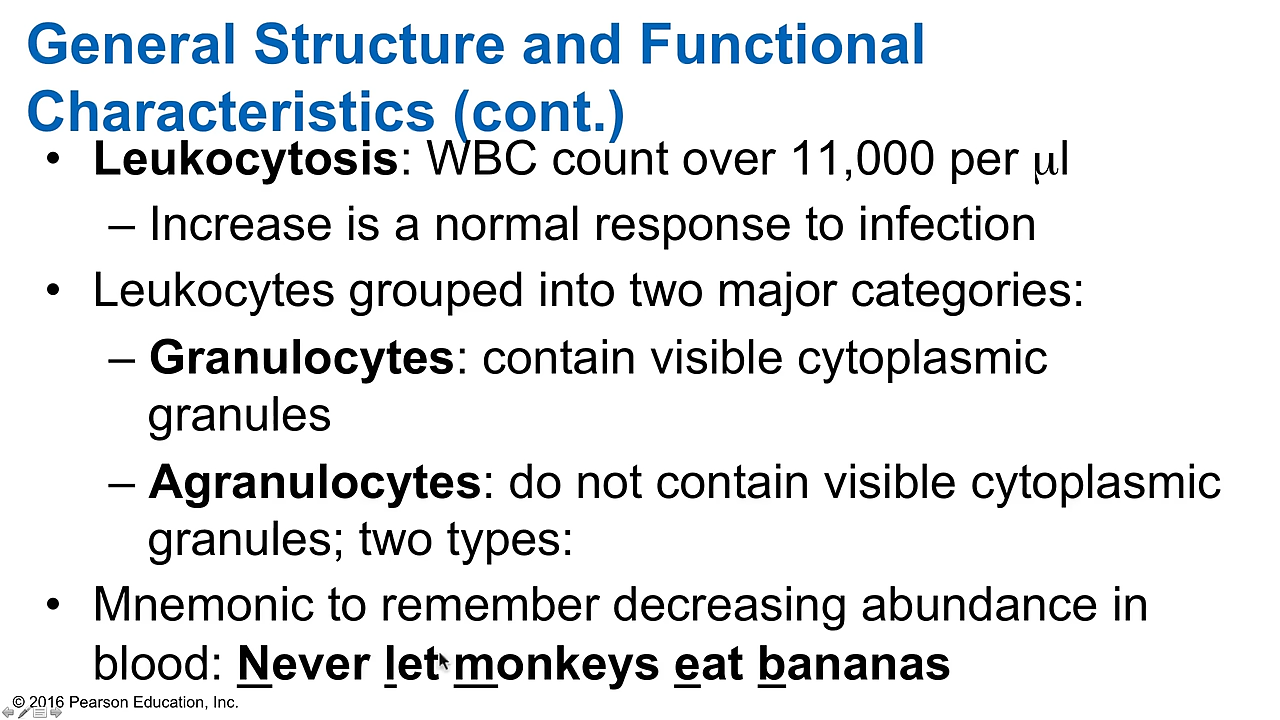 General Structure and Functional
Characteristics (cont.)
• Leukocytosis: WBC count over 11,000 per μl
– Increase is a normal response to infection
• Leukocytes grouped into two major categories:
– Granulocytes: contain visible cytoplasmic
granules
– Agranulocytes: do not contain visible cytoplasmic
granules; two types:
• Mnemonic to remember decreasing abundance in
blood: Never let monkeys eat bananas
© 2016 Pearson Education, Inc.